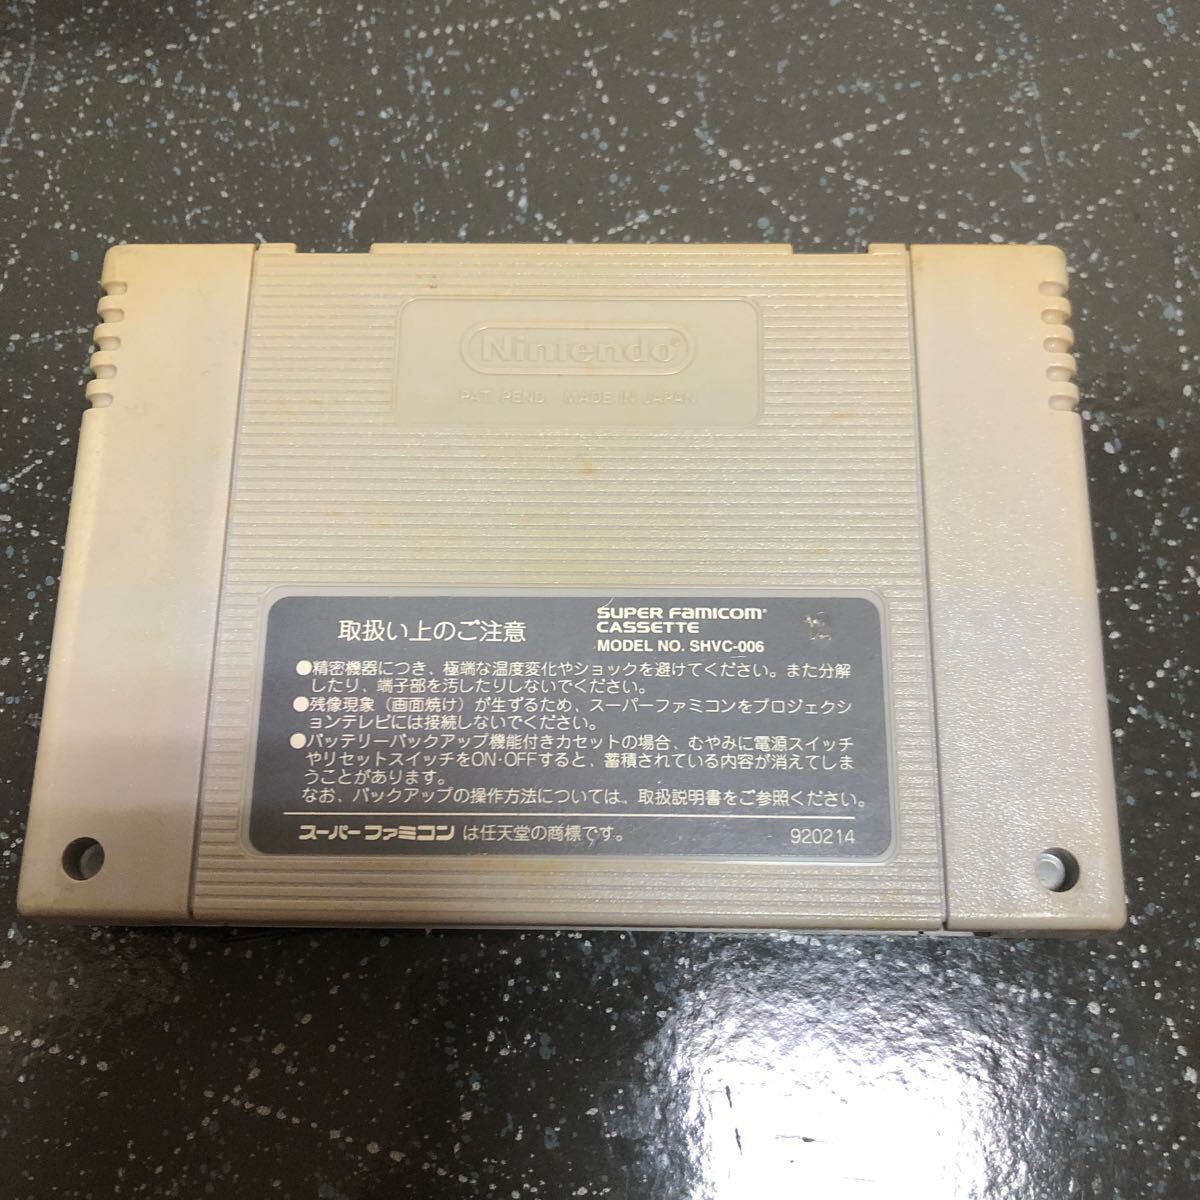 Nintendo
PAT. PEND. MADE IN JAPAN
取扱い上のご注意
SUPER FAMICOM
CASSETTE
MODEL NO. SHVC-006
●精密機器につき、極端な温度変化やショックを避けてください。また分解
したり、端子部を汚したりしないでください。
●残像現象（画面焼け）が生ずるため、スーパーファミコンをプロジェクシ
ョンテレビには接続しないでください。
●バッテリーバックアップ機能付きカセットの場合、むやみに電源スイッチ
やリセットスイッチをON・OFFすると、蓄積されている内容が消えてしま
うことがあります。
なお、バックアップの操作方法については、取扱説明書をご参照ください。
スーパーファミコンは任天堂の商標です。
920214